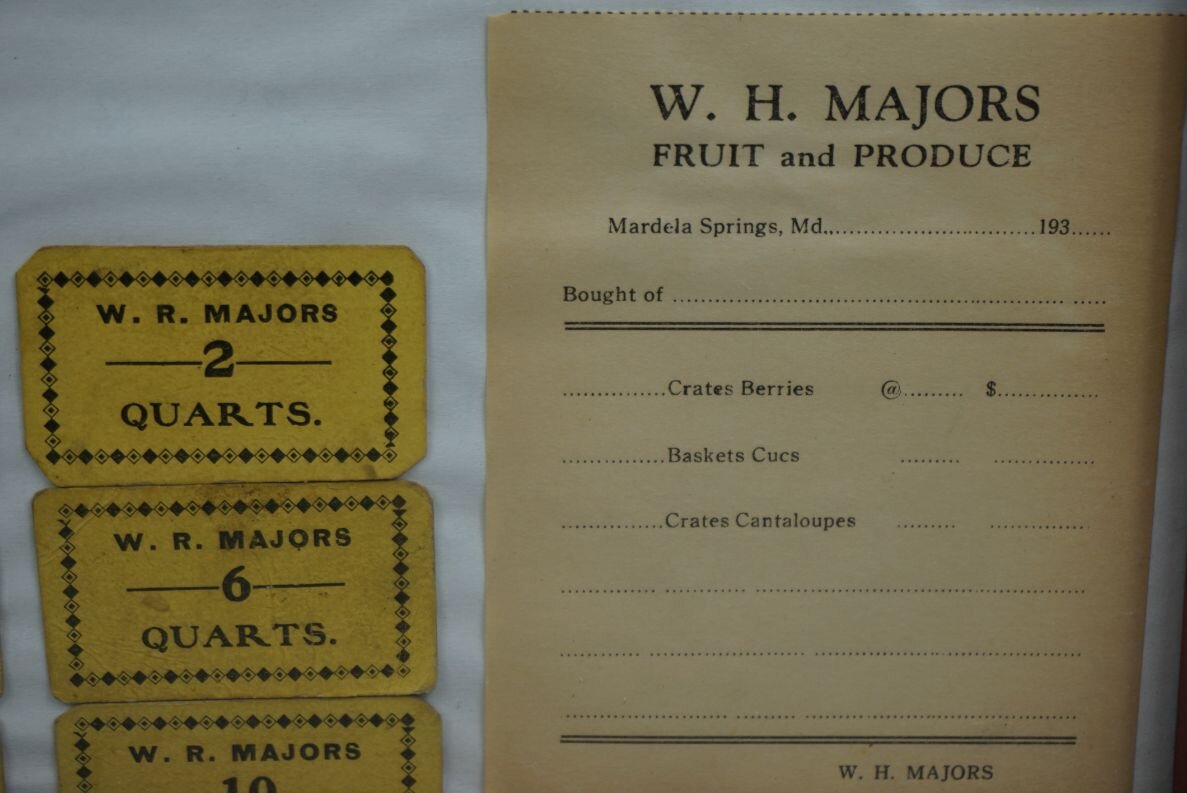 W. R. MAJORS
2
QUARTS.
W. R. MAJORS
6
QUARTS.
W. R. MAJORS
10
W. H. MAJORS
FRUIT and PRODUCE
Mardela Springs, Md.,..................................193......
Bought of ................................................................ .....
................Crates Berries @......... $...............
................Baskets Cucs ......... ................
................Crates Cantaloupes ......... ...............
W. H. MAJORS